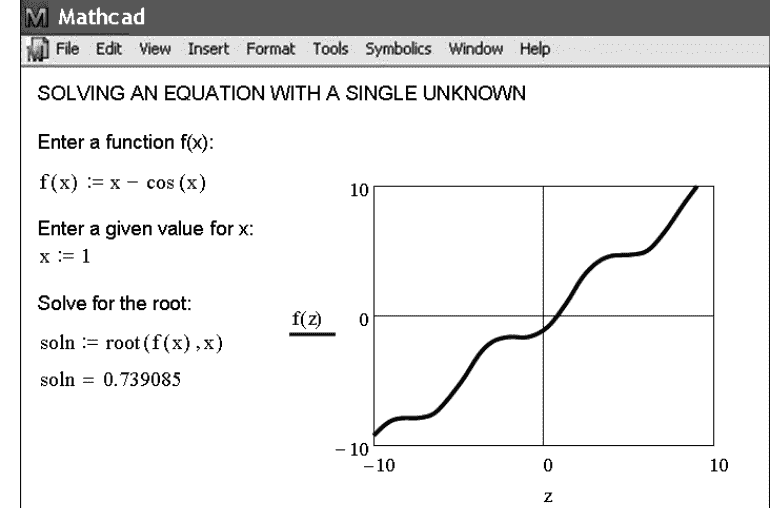 M Mathcad
File Edit View Insert Format Tools Symbolics Window Help
SOLVING AN EQUATION WITH A SINGLE UNKNOWN
Enter a function f(x):
f(x) := x − cos(x)
Enter a given value for x:
x := 1
Solve for the root:
soln := root(f(x),x)
soln = 0.739085
10
f(z)
0
−10
−10
0
10
z